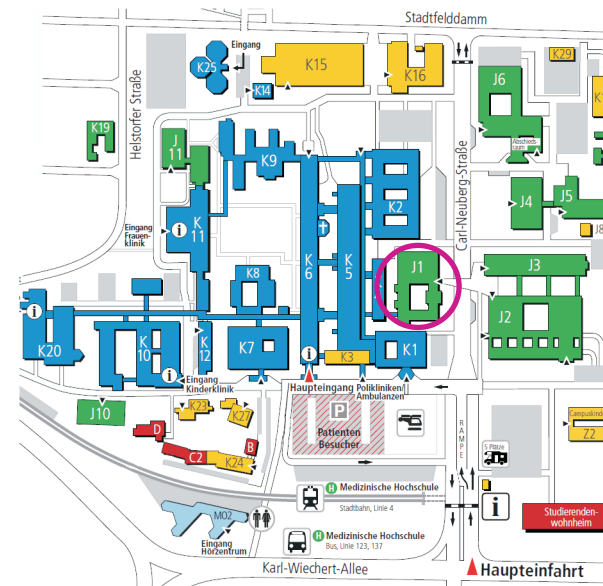 Stadtfelddamm
Eingang
K25
K14
K15
K16
K29
J6
Helstorfer Straße
K19
J
11
K9
Abschieds-
raum
Carl-Neuberg-Straße
K2
J4
J5
J8
K
11
Eingang
Frauen-
klinik
K
6
K
5
J1
J3
K8
J2
K20
K
10
K
12
K7
K3
K1
Eingang
Kinderklinik
Haupteingang
Polikliniken/
Ambulanzen
J10
K23
K27
D
C2
B
K24
P
Patienten
Besucher
RAMPE
5 Plätze
Campuskind
Z2
H Medizinische Hochschule
Stadtbahn, Linie 4
i
Studierenden-
wohnheim
M02
Eingang
Hörzentrum
H Medizinische Hochschule
Bus, Linie 123, 137
Karl-Wiechert-Allee
Haupteinfahrt